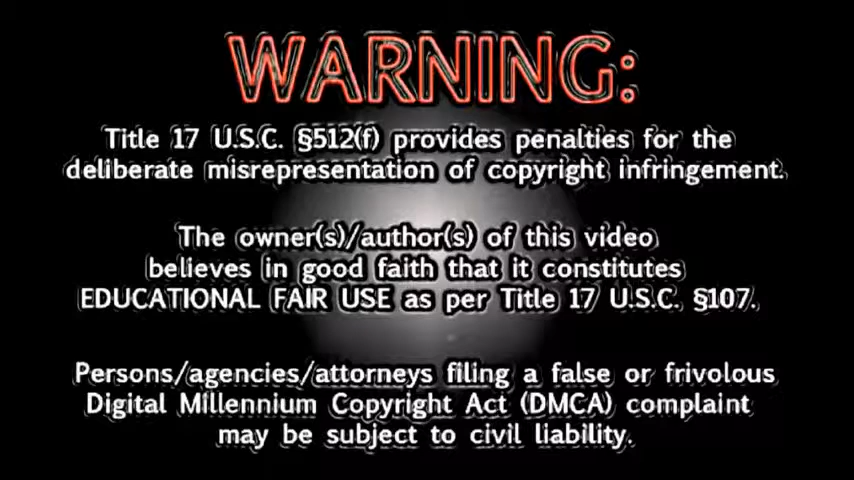 WARNING:
Title 17 U.S.C. §512(f) provides penalties for the
deliberate misrepresentation of copyright infringement.
The owner(s)/author(s) of this video
believes in good faith that it constitutes
EDUCATIONAL FAIR USE as per Title 17 U.S.C. §107.
Persons/agencies/attorneys filing a false or frivolous
Digital Millennium Copyright Act (DMCA) complaint
may be subject to civil liability.